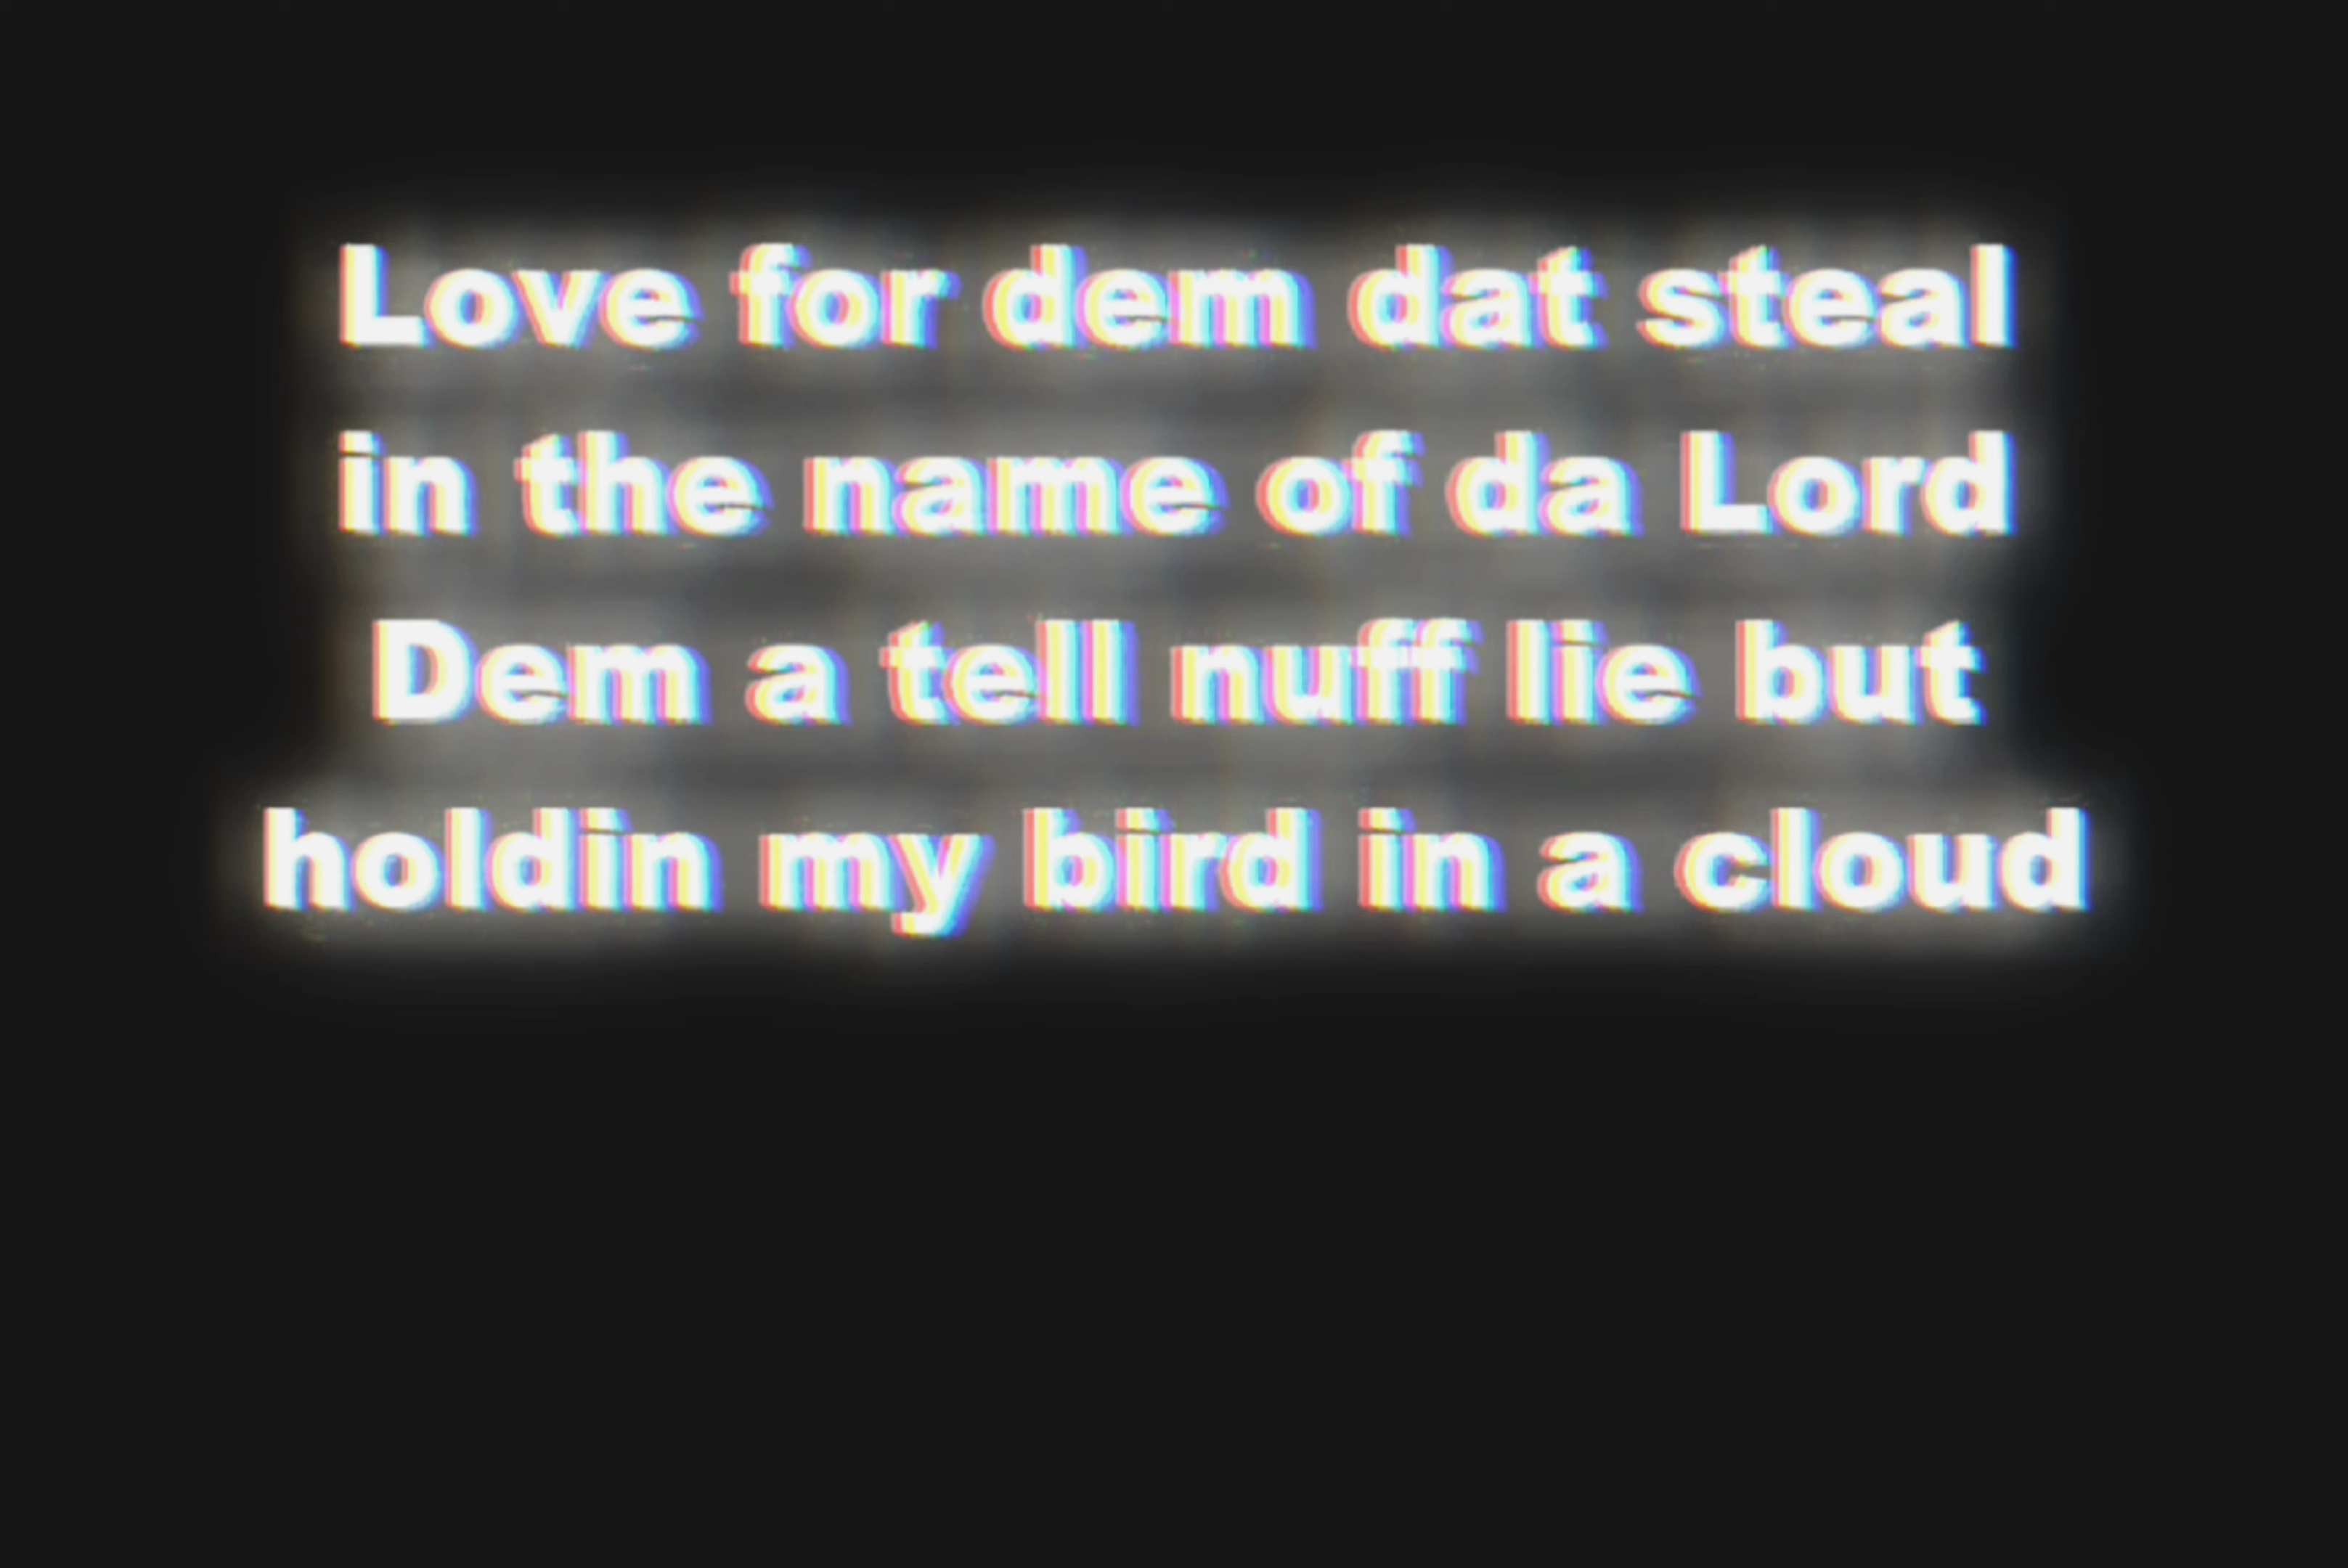 Love for dem dat steal
in the name of da Lord
Dem a tell nuff lie but
holdin my bird in a cloud